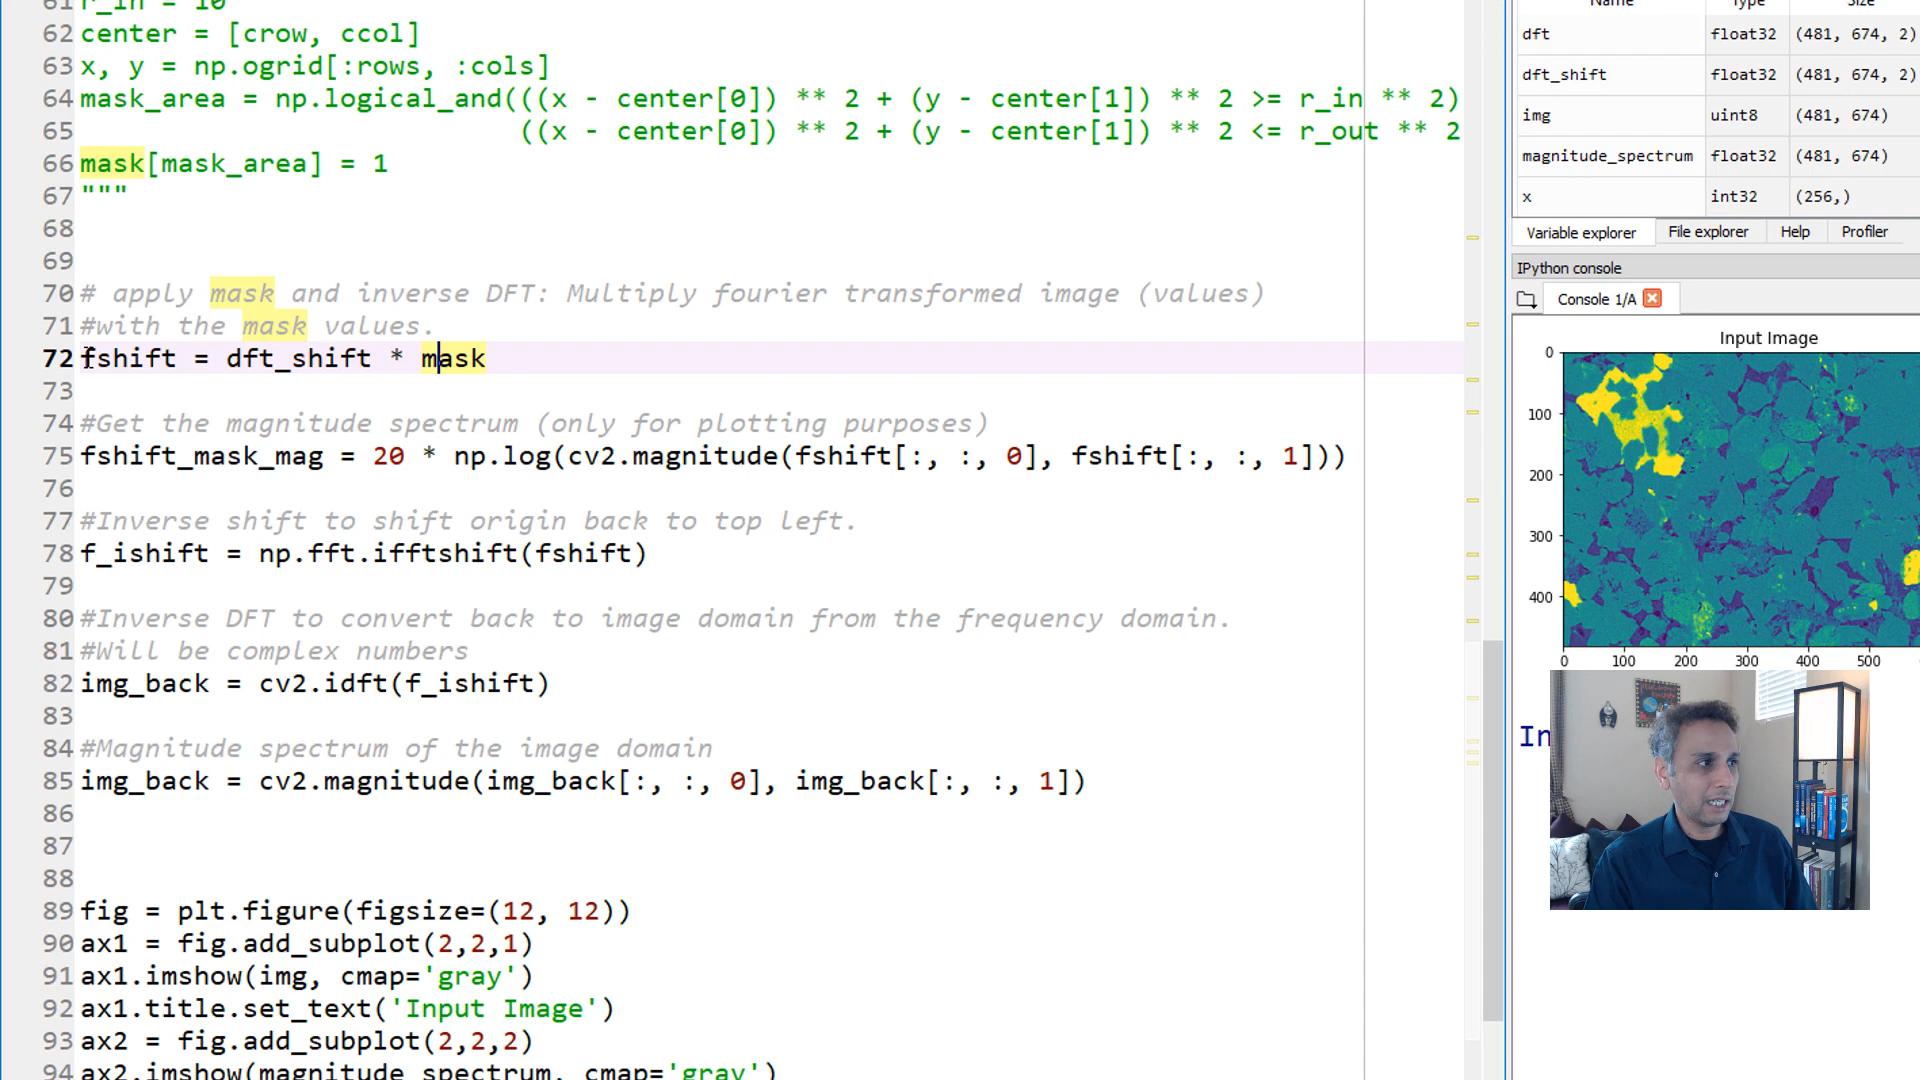 61 r_in = 10
62 center = [crow, ccol]
63 x, y = np.ogrid[:rows, :cols]
64 mask_area = np.logical_and(((x - center[0]) ** 2 + (y - center[1]) ** 2 >= r_in ** 2)
65 ((x - center[0]) ** 2 + (y - center[1]) ** 2 <= r_out ** 2
66 mask[mask_area] = 1
67 """
68
69
70 # apply mask and inverse DFT: Multiply fourier transformed image (values)
71 #with the mask values.
72 fshift = dft_shift * mask
73
74 #Get the magnitude spectrum (only for plotting purposes)
75 fshift_mask_mag = 20 * np.log(cv2.magnitude(fshift[:, :, 0], fshift[:, :, 1]))
76
77 #Inverse shift to shift origin back to top left.
78 f_ishift = np.fft.ifftshift(fshift)
79
80 #Inverse DFT to convert back to image domain from the frequency domain.
81 #Will be complex numbers
82 img_back = cv2.idft(f_ishift)
83
84 #Magnitude spectrum of the image domain
85 img_back = cv2.magnitude(img_back[:, :, 0], img_back[:, :, 1])
86
87
88
89 fig = plt.figure(figsize=(12, 12))
90 ax1 = fig.add_subplot(2,2,1)
91 ax1.imshow(img, cmap='gray')
92 ax1.title.set_text('Input Image')
93 ax2 = fig.add_subplot(2,2,2)
94 ax2.imshow(magnitude_spectrum, cmap='gray')
Name Type Size
dft float32 (481, 674, 2)
dft_shift float32 (481, 674, 2)
img uint8 (481, 674)
magnitude_spectrum float32 (481, 674)
x int32 (256,)
Variable explorer File explorer Help Profiler
IPython console
Console 1/A
Input Image
0
100
200
300
400
0 100 200 300 400 500
In